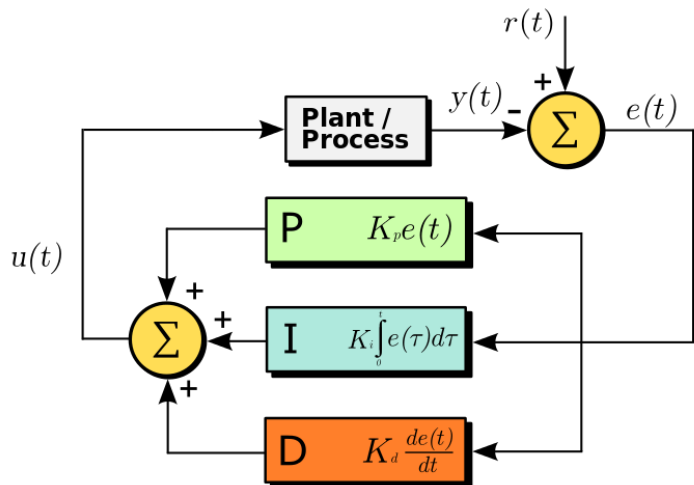 r(t)
+
Plant /
Process
y(t)
-
Σ
e(t)
P K_p e(t)
u(t)
+
Σ
+
I K_i ∫_0^t e(τ)dτ
+
D K_d de(t)/dt